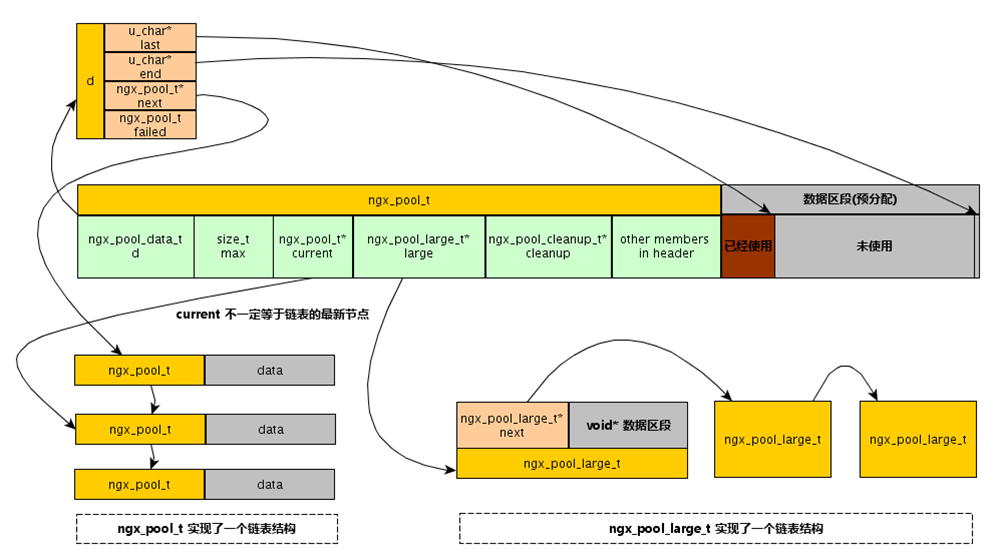 u_char*
last
u_char*
end
d
ngx_pool_t*
next
ngx_pool_t
failed
ngx_pool_t
数据区段(预分配)
ngx_pool_data_t
d
size_t
max
ngx_pool_t*
current
ngx_pool_large_t*
large
ngx_pool_cleanup_t*
cleanup
other members
in header
已经使用
未使用
current 不一定等于链表的最新节点
ngx_pool_t
data
ngx_pool_t
data
ngx_pool_t
data
ngx_pool_large_t*
next
void* 数据区段
ngx_pool_large_t
ngx_pool_large_t
ngx_pool_large_t
ngx_pool_t 实现了一个链表结构
ngx_pool_large_t 实现了一个链表结构